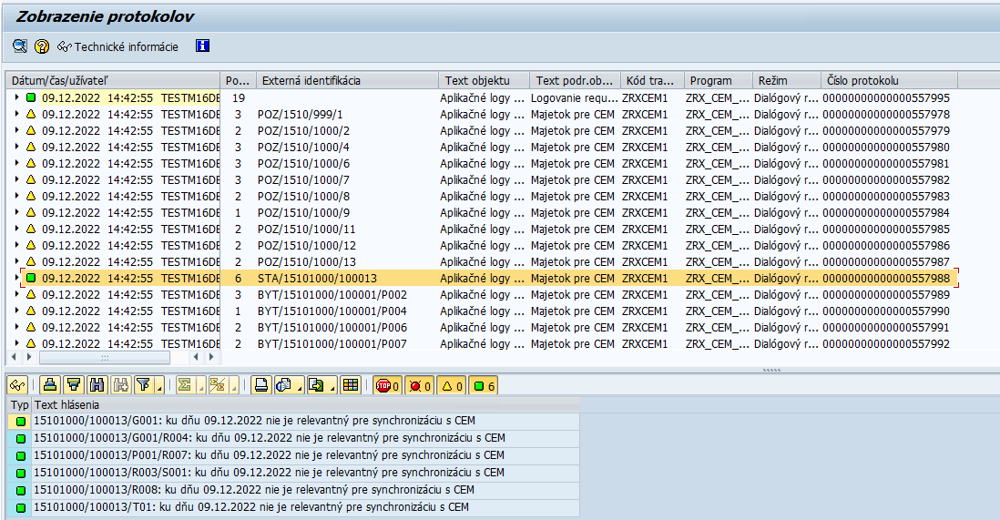 Zobrazenie protokolov
Technické informácie
Dátum/čas/užívateľ Po... Externá identifikácia Text objektu Text podr.ob... Kód tra... Program Režim Číslo protokolu
09.12.2022 14:42:55 TESTM16DE 19 Aplikačné logy ... Logovanie requ... ZRXCEM1 ZRX_CEM_... Dialógový r... 00000000000000557995
09.12.2022 14:42:55 TESTM16DE 3 POZ/1510/999/1 Aplikačné logy ... Majetok pre CEM ZRXCEM1 ZRX_CEM_... Dialógový r... 00000000000000557978
09.12.2022 14:42:55 TESTM16DE 2 POZ/1510/1000/2 Aplikačné logy ... Majetok pre CEM ZRXCEM1 ZRX_CEM_... Dialógový r... 00000000000000557979
09.12.2022 14:42:55 TESTM16DE 3 POZ/1510/1000/4 Aplikačné logy ... Majetok pre CEM ZRXCEM1 ZRX_CEM_... Dialógový r... 00000000000000557980
09.12.2022 14:42:55 TESTM16DE 3 POZ/1510/1000/6 Aplikačné logy ... Majetok pre CEM ZRXCEM1 ZRX_CEM_... Dialógový r... 00000000000000557981
09.12.2022 14:42:55 TESTM16DE 3 POZ/1510/1000/7 Aplikačné logy ... Majetok pre CEM ZRXCEM1 ZRX_CEM_... Dialógový r... 00000000000000557982
09.12.2022 14:42:55 TESTM16DE 2 POZ/1510/1000/8 Aplikačné logy ... Majetok pre CEM ZRXCEM1 ZRX_CEM_... Dialógový r... 00000000000000557983
09.12.2022 14:42:55 TESTM16DE 1 POZ/1510/1000/9 Aplikačné logy ... Majetok pre CEM ZRXCEM1 ZRX_CEM_... Dialógový r... 00000000000000557984
09.12.2022 14:42:55 TESTM16DE 2 POZ/1510/1000/11 Aplikačné logy ... Majetok pre CEM ZRXCEM1 ZRX_CEM_... Dialógový r... 00000000000000557985
09.12.2022 14:42:55 TESTM16DE 2 POZ/1510/1000/12 Aplikačné logy ... Majetok pre CEM ZRXCEM1 ZRX_CEM_... Dialógový r... 00000000000000557986
09.12.2022 14:42:55 TESTM16DE 2 POZ/1510/1000/13 Aplikačné logy ... Majetok pre CEM ZRXCEM1 ZRX_CEM_... Dialógový r... 00000000000000557987
09.12.2022 14:42:55 TESTM16DE 6 STA/15101000/100013 Aplikačné logy ... Majetok pre CEM ZRXCEM1 ZRX_CEM_... Dialógový r... 00000000000000557988
09.12.2022 14:42:55 TESTM16DE 3 BYT/15101000/100001/P002 Aplikačné logy ... Majetok pre CEM ZRXCEM1 ZRX_CEM_... Dialógový r... 00000000000000557989
09.12.2022 14:42:55 TESTM16DE 1 BYT/15101000/100001/P004 Aplikačné logy ... Majetok pre CEM ZRXCEM1 ZRX_CEM_... Dialógový r... 00000000000000557990
09.12.2022 14:42:55 TESTM16DE 2 BYT/15101000/100001/P006 Aplikačné logy ... Majetok pre CEM ZRXCEM1 ZRX_CEM_... Dialógový r... 00000000000000557991
09.12.2022 14:42:55 TESTM16DE 2 BYT/15101000/100001/P007 Aplikačné logy ... Majetok pre CEM ZRXCEM1 ZRX_CEM_... Dialógový r... 00000000000000557992
STOP 0 0 0 6
Typ Text hlásenia
15101000/100013/G001: ku dňu 09.12.2022 nie je relevantný pre synchronizáciu s CEM
15101000/100013/G001/R004: ku dňu 09.12.2022 nie je relevantný pre synchronizáciu s CEM
15101000/100013/P001/R007: ku dňu 09.12.2022 nie je relevantný pre synchronizáciu s CEM
15101000/100013/R003/S001: ku dňu 09.12.2022 nie je relevantný pre synchronizáciu s CEM
15101000/100013/R008: ku dňu 09.12.2022 nie je relevantný pre synchronizáciu s CEM
15101000/100013/T01: ku dňu 09.12.2022 nie je relevantný pre synchronizáciu s CEM